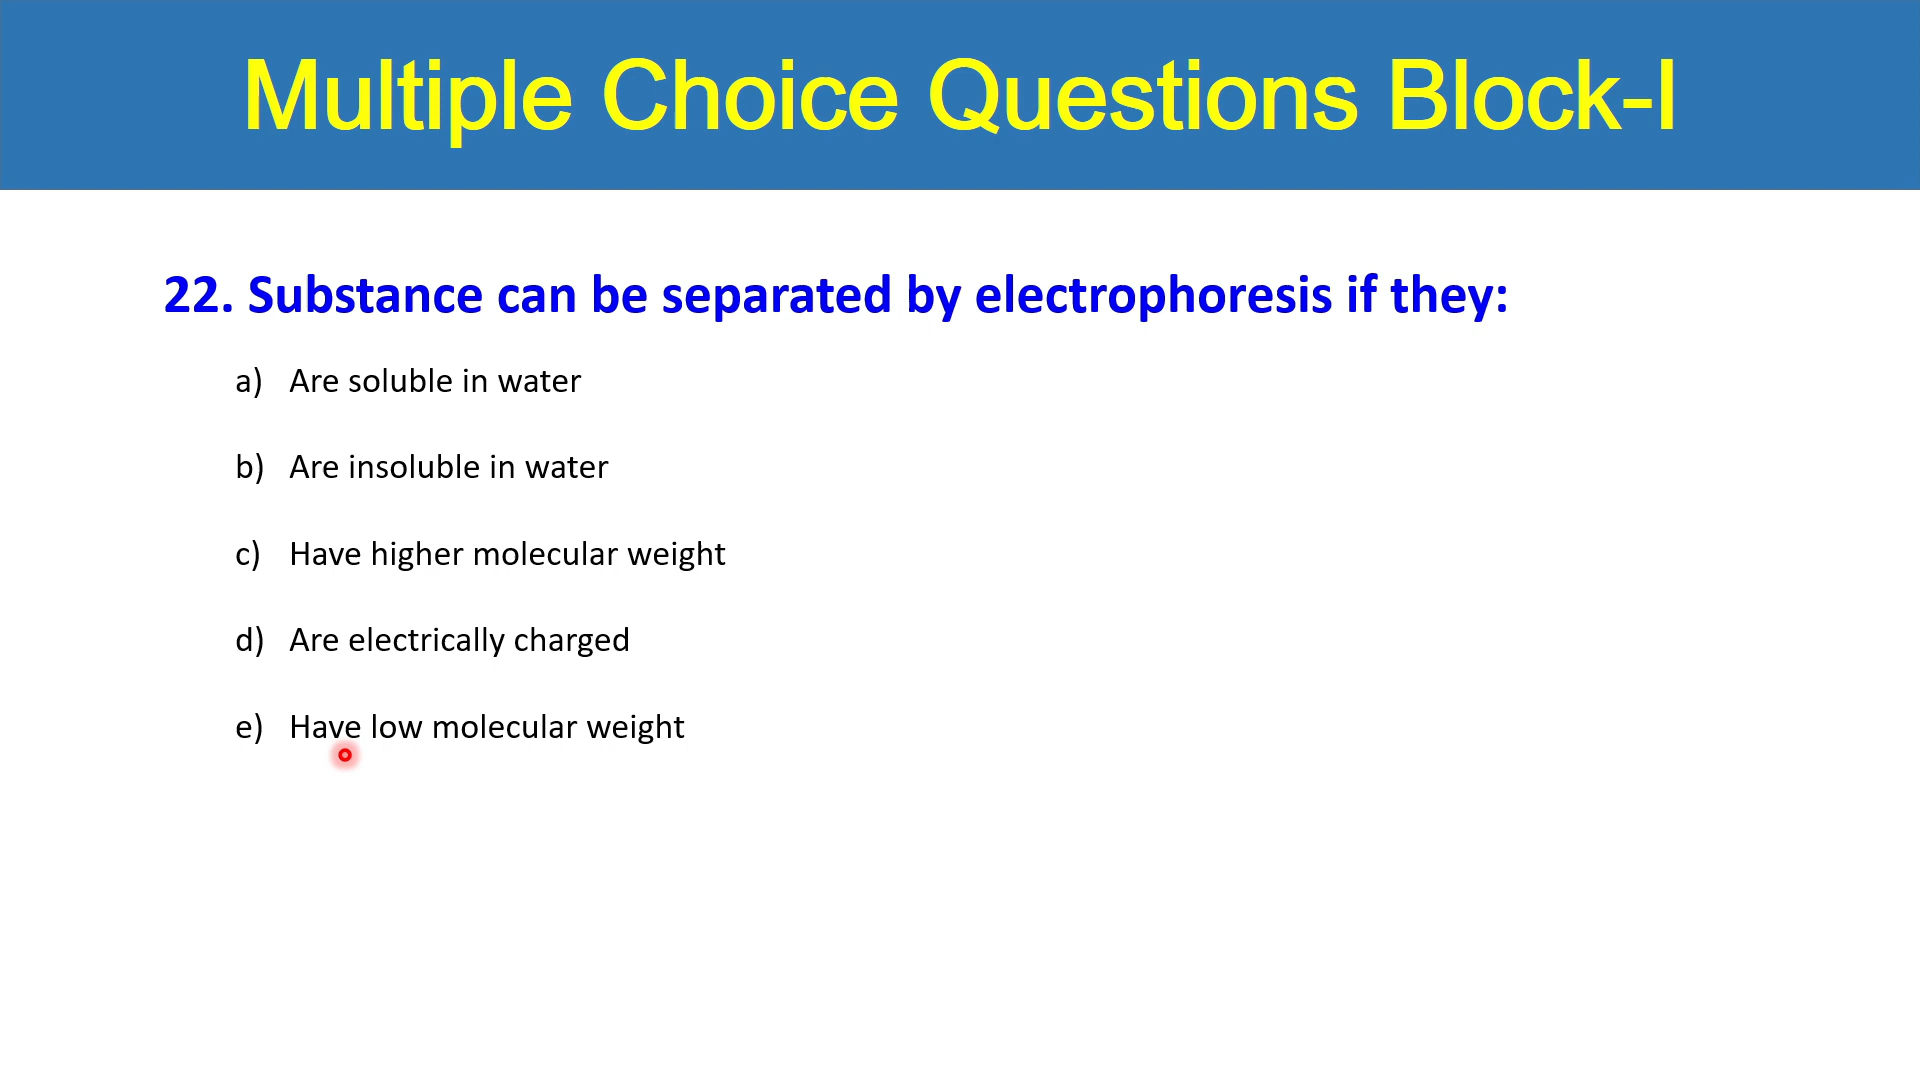 Multiple Choice Questions Block-I
22. Substance can be separated by electrophoresis if they:
a) Are soluble in water
b) Are insoluble in water
c) Have higher molecular weight
d) Are electrically charged
e) Have low molecular weight